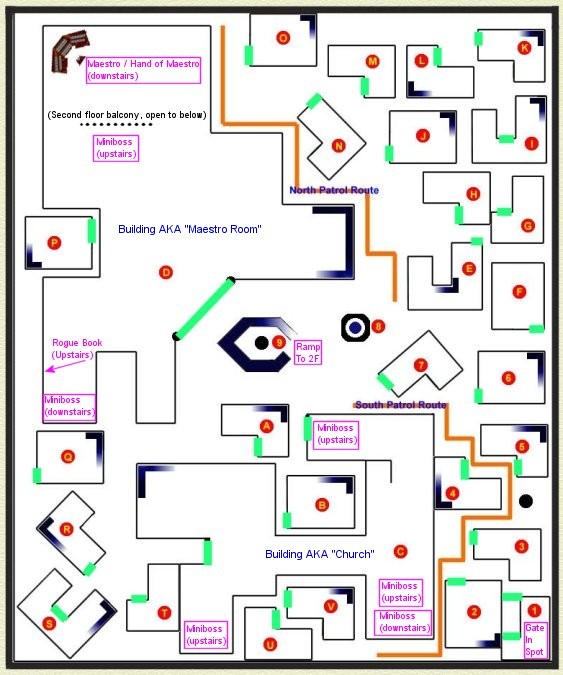 O
M
L
K
Maestro / Hand of Maestro
(downstairs)
(Second floor balcony, open to below)
Miniboss
(upstairs)
N
J
I
North Patrol Route
H
G
P
Building AKA "Maestro Room"
D
E
F
8
9
Ramp
To 2F
Rogue Book
(Upstairs)
7
6
Miniboss
(downstairs)
South Patrol Route
A
Miniboss
(upstairs)
5
Q
4
B
R
Building AKA "Church"
C
3
Miniboss
(upstairs)
Miniboss
(downstairs)
S
T
Miniboss
(upstairs)
V
U
2
1
Gate
In
Spot